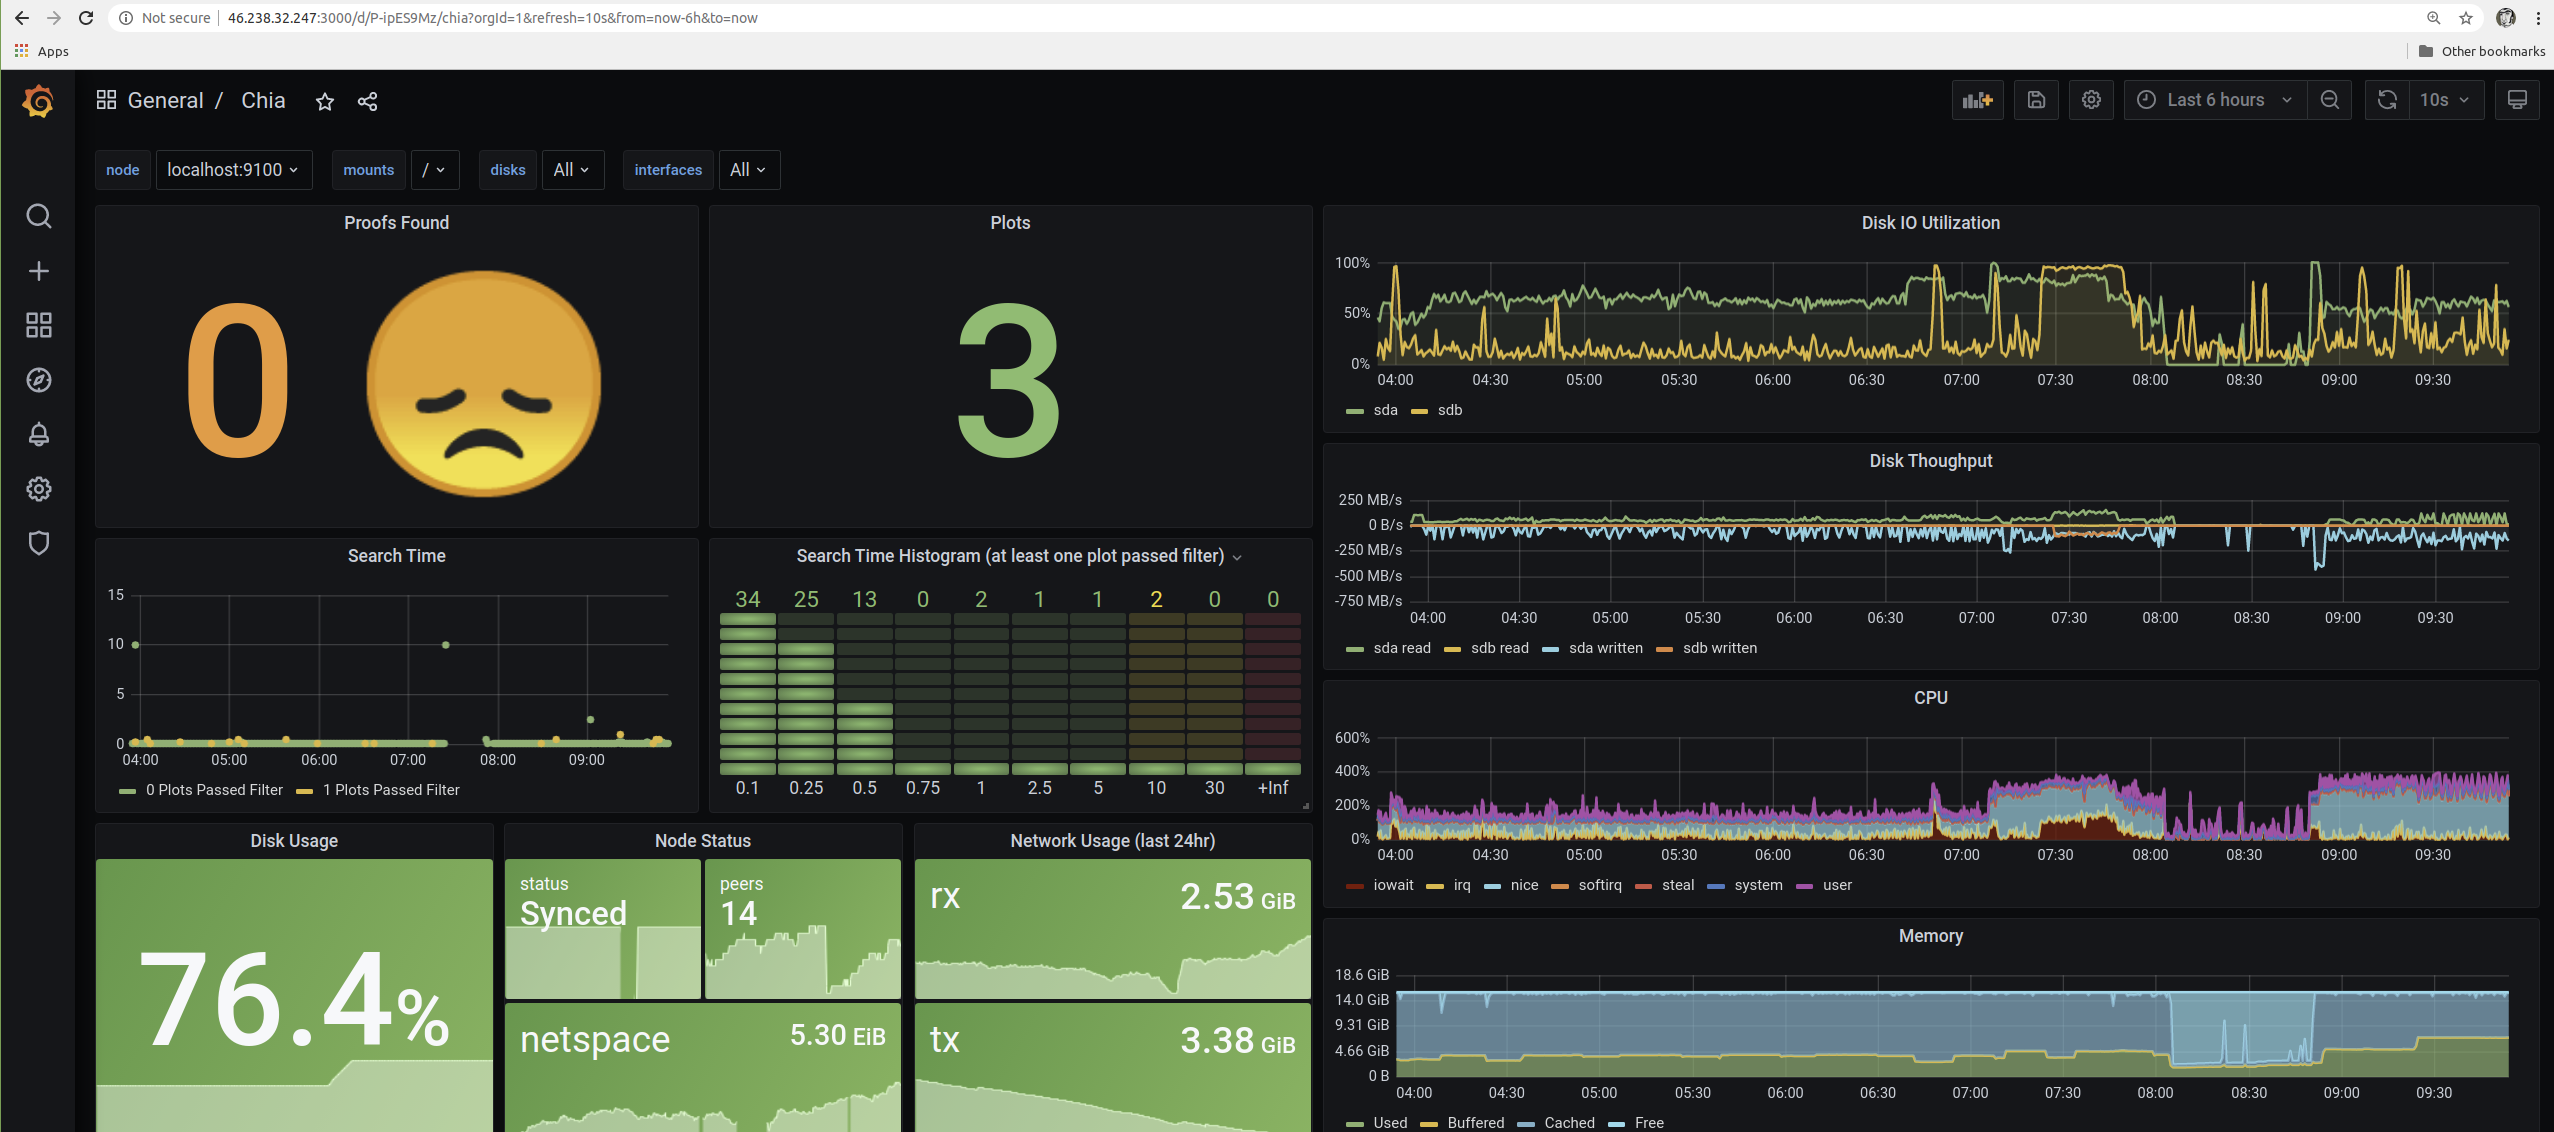 Not secure 46.238.32.247:3000/d/P-ipES9Mz/chia?orgId=1&refresh=10s&from=now-6h&to=now
Apps
Other bookmarks
General / Chia
Last 6 hours
10s
node localhost:9100 mounts / disks All interfaces All
Proofs Found
0
Plots
3
Search Time
15
10
5
0
04:00 05:00 06:00 07:00 08:00 09:00
0 Plots Passed Filter 1 Plots Passed Filter
Search Time Histogram (at least one plot passed filter)
34 25 13 0 2 1 1 2 0 0
0.1 0.25 0.5 0.75 1 2.5 5 10 30 +Inf
Disk Usage
76.4%
Node Status
status
Synced
peers
14
netspace 5.30 EiB
Network Usage (last 24hr)
rx 2.53 GiB
tx 3.38 GiB
Disk IO Utilization
100%
50%
0%
04:00 04:30 05:00 05:30 06:00 06:30 07:00 07:30 08:00 08:30 09:00 09:30
sda sdb
Disk Thoughput
250 MB/s
0 B/s
-250 MB/s
-500 MB/s
-750 MB/s
04:00 04:30 05:00 05:30 06:00 06:30 07:00 07:30 08:00 08:30 09:00 09:30
sda read sdb read sda written sdb written
CPU
600%
400%
200%
0%
04:00 04:30 05:00 05:30 06:00 06:30 07:00 07:30 08:00 08:30 09:00 09:30
iowait irq nice softirq steal system user
Memory
18.6 GiB
14.0 GiB
9.31 GiB
4.66 GiB
0 B
04:00 04:30 05:00 05:30 06:00 06:30 07:00 07:30 08:00 08:30 09:00 09:30
Used Buffered Cached Free